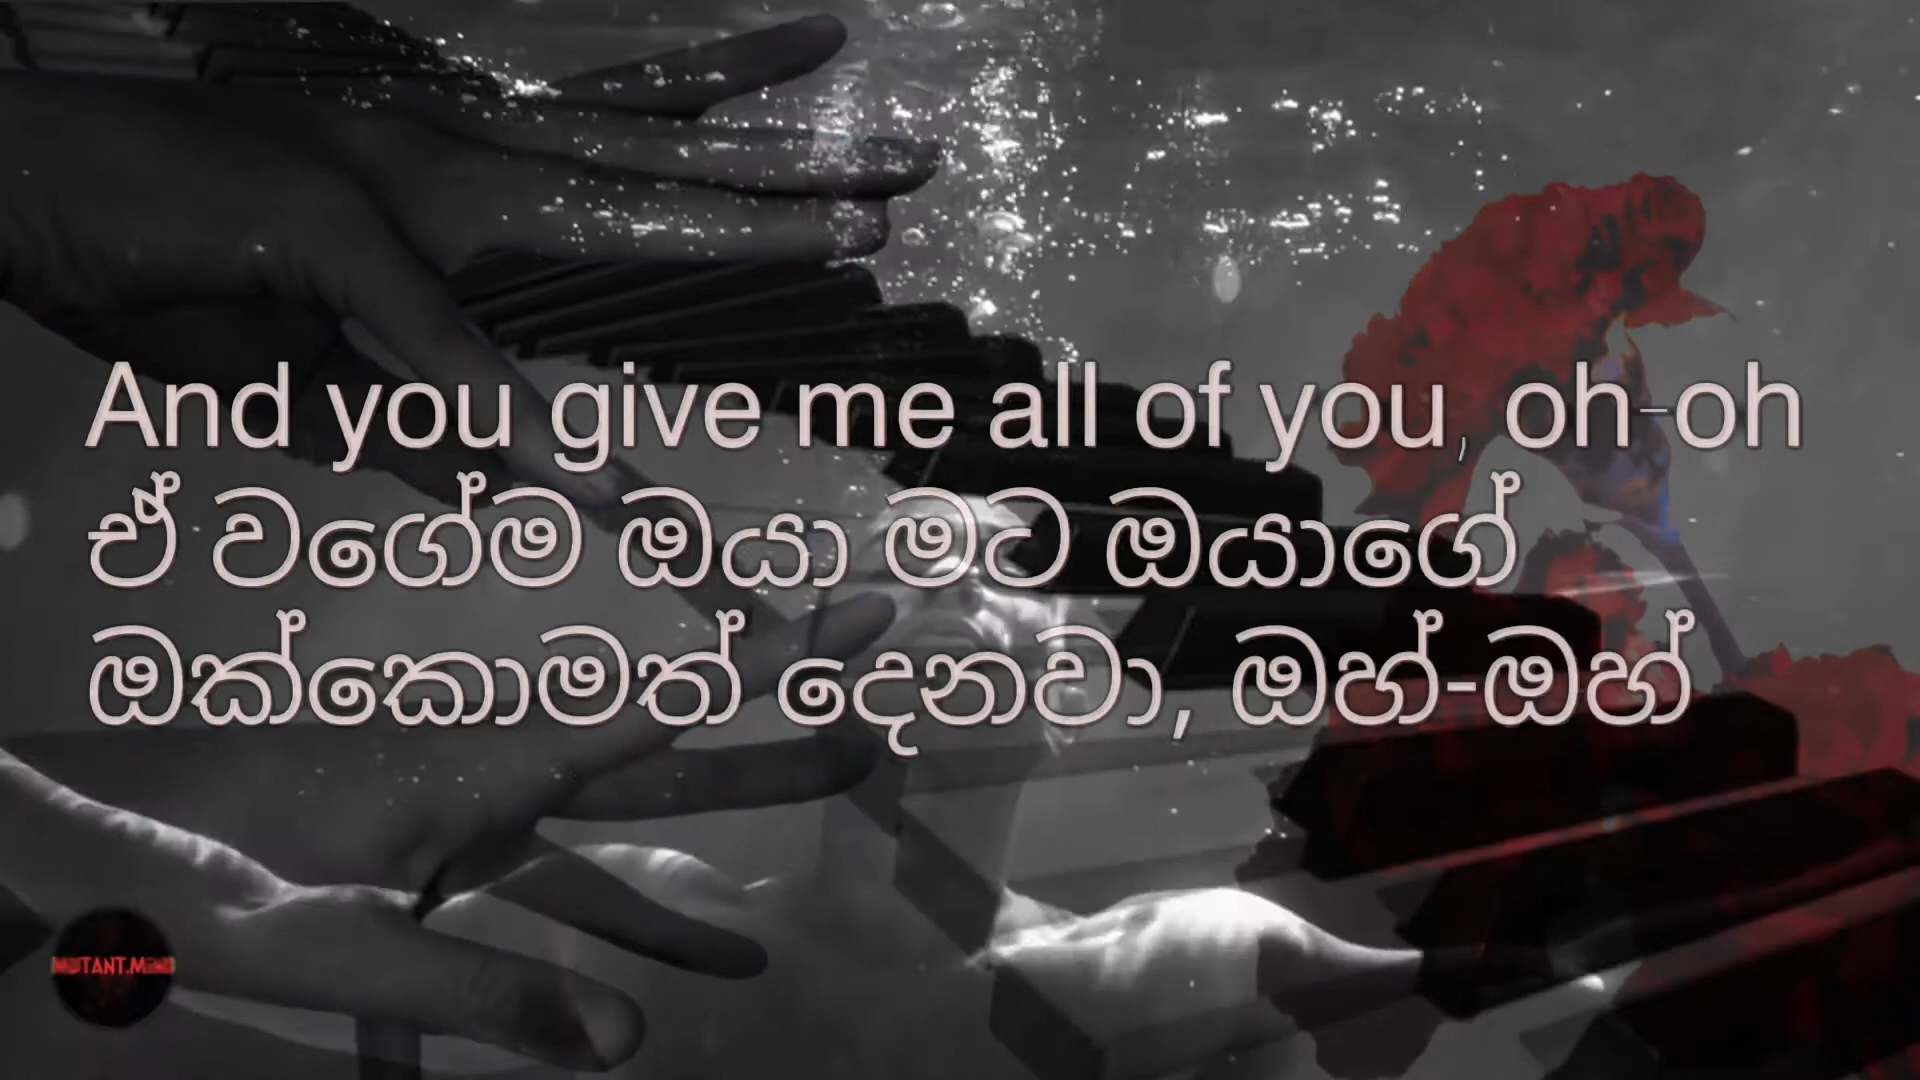 And you give me all of you, oh-oh
ඒ වගේම ඔයා මට ඔයාගේ
ඔක්කොමත් දෙනවා, ඔහ්-ඔහ්
MUTANT.MIND